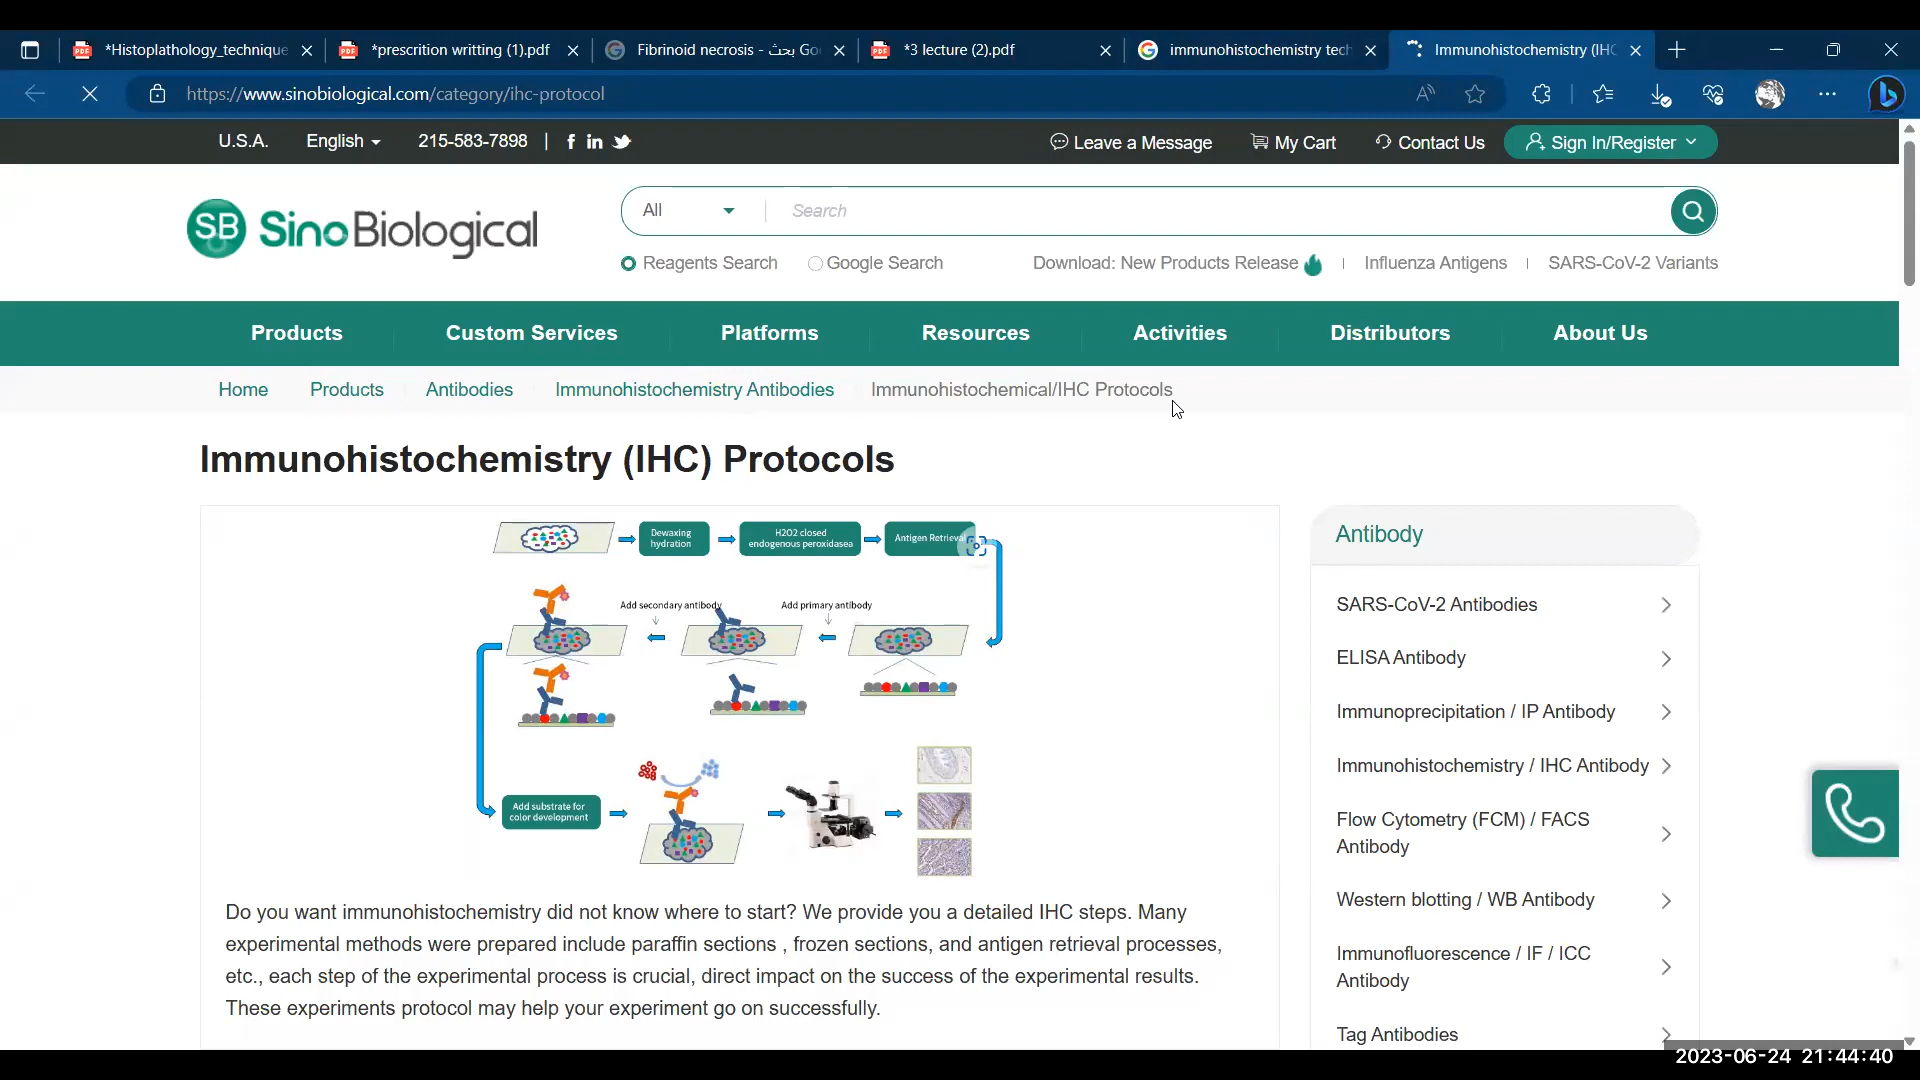 *Histoplathology_technique
*prescrition writting (1).pdf
Fibrinoid necrosis - بحث Go
*3 lecture (2).pdf
immunohistochemistry tech
Immunohistochemistry (IHC
https://www.sinobiological.com/category/ihc-protocol
U.S.A.
English
215-583-7898
Leave a Message
My Cart
Contact Us
Sign In/Register
SB SinoBiological
All
Search
Reagents Search
Google Search
Download: New Products Release
Influenza Antigens
SARS-CoV-2 Variants
Products
Custom Services
Platforms
Resources
Activities
Distributors
About Us
Home
Products
Antibodies
Immunohistochemistry Antibodies
Immunohistochemical/IHC Protocols
Immunohistochemistry (IHC) Protocols
Dewaxing
hydration
H2O2 closed
endogenous peroxidasea
Antigen Retrieval
Add secondary antibody
Add primary antibody
Add substrate for
color development
Do you want immunohistochemistry did not know where to start? We provide you a detailed IHC steps. Many
experimental methods were prepared include paraffin sections , frozen sections, and antigen retrieval processes,
etc., each step of the experimental process is crucial, direct impact on the success of the experimental results.
These experiments protocol may help your experiment go on successfully.
Antibody
SARS-CoV-2 Antibodies
ELISA Antibody
Immunoprecipitation / IP Antibody
Immunohistochemistry / IHC Antibody
Flow Cytometry (FCM) / FACS
Antibody
Western blotting / WB Antibody
Immunofluorescence / IF / ICC
Antibody
Tag Antibodies
2023-06-24 21:44:40